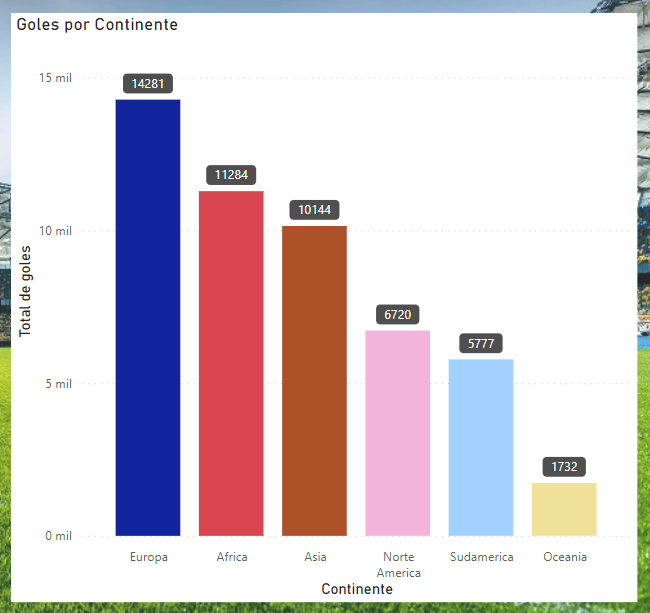 Goles por Continente
Total de goles
15 mil
10 mil
5 mil
0 mil
14281
11284
10144
6720
5777
1732
Europa
Africa
Asia
Norte
America
Sudamerica
Oceania
Continente